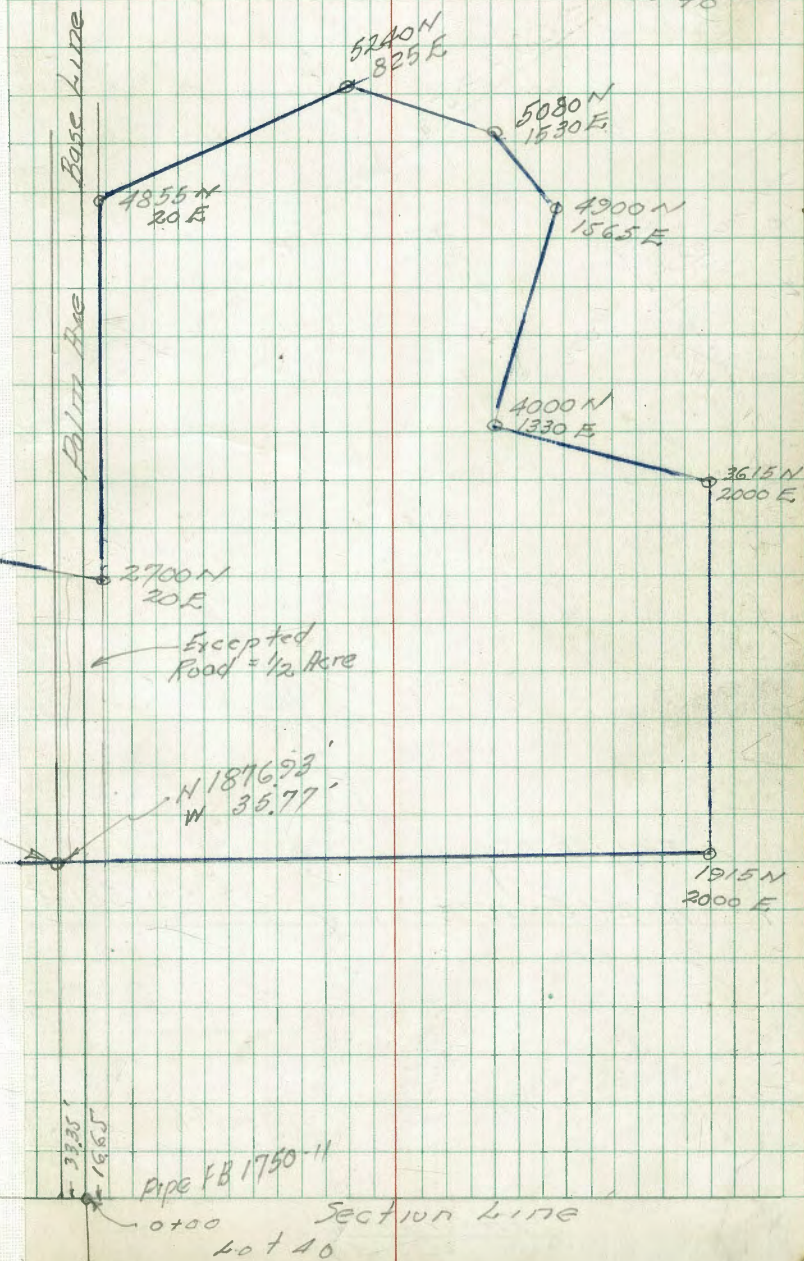 40
5240 N
825 E
Base Line
5080 N
1530 E
4855 N
20 E
4900 N
1565 E
Palm Ave
4000 N
1330 E
3615 N
2000 E
2700 N
20 E
Excepted
Road = 1/2 Acre
N 1876.93'
W 35.77'
1915 N
2000 E
33.35'
16.65
Pipe FB 1750-11
0+00
Section Line
Lot 40